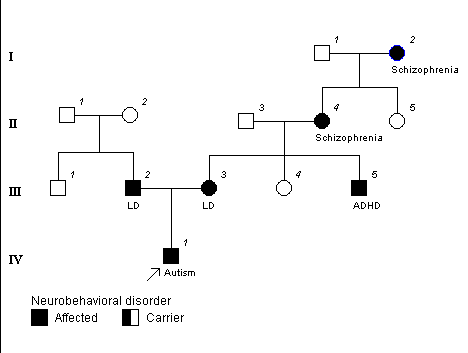 1 2
I
Schizophrenia
1 2 3 4 5
II
Schizophrenia
1 2 3 4 5
III
LD LD ADHD
1
IV
Autism
Neurobehavioral disorder
Affected Carrier